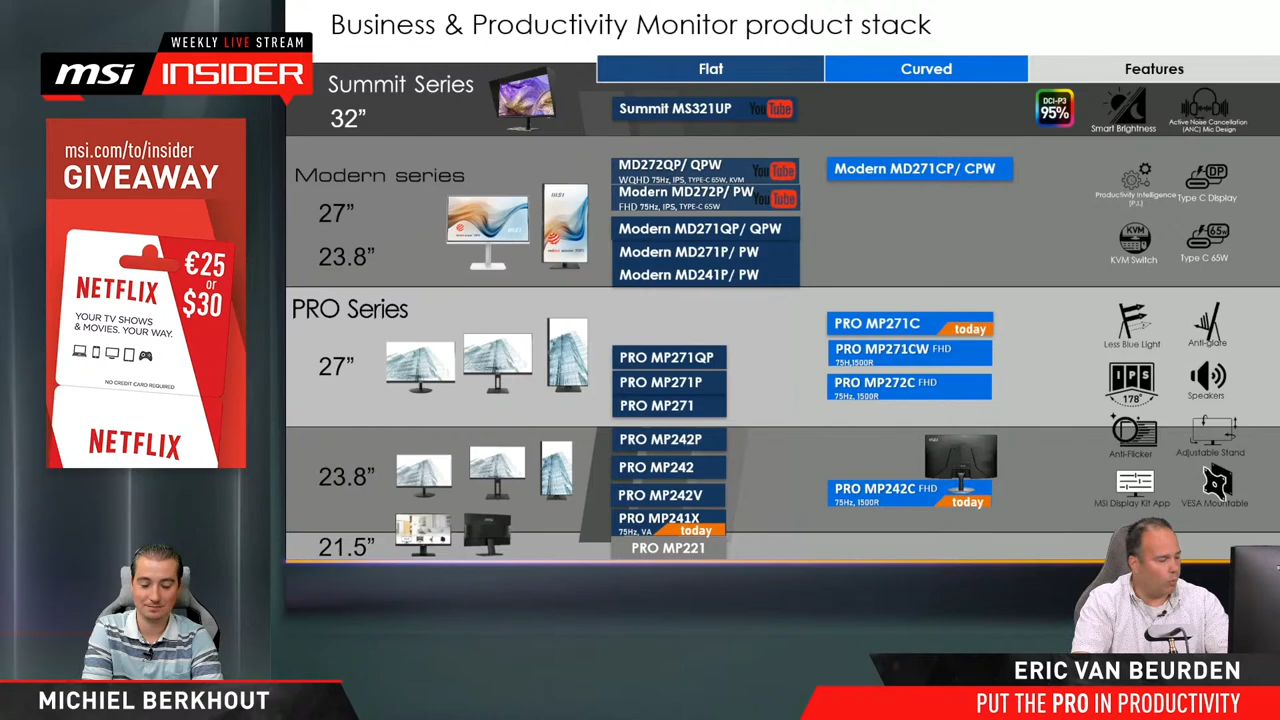 Business & Productivity Monitor product stack
WEEKLY LIVE STREAM
msi INSIDER
msi.com/to/insider
GIVEAWAY
€25
or
$30
NETFLIX
YOUR TV SHOWS
& MOVIES. YOUR WAY.
NO CREDIT CARD REQUIRED
NETFLIX
Flat
Curved
Features
Summit Series
32”
Summit MS321UP YouTube
DCI-P3
95%
Smart Brightness
Active Noise Cancellation
(ANC) Mic Design
Modern series
27”
23.8”
MD272QP/ QPW YouTube
WQHD 75Hz, IPS, TYPE-C 65W, KVM
Modern MD272P/ PW YouTube
FHD 75Hz, IPS, TYPE-C 65W
Modern MD271QP/ QPW
Modern MD271P/ PW
Modern MD241P/ PW
Modern MD271CP/ CPW
Productivity Intelligence
(P.I.)
DP
Type C Display
KVM
KVM Switch
65w
Type C 65W
PRO Series
27”
PRO MP271QP
PRO MP271P
PRO MP271
PRO MP271C
today
PRO MP271CW FHD
75H,1500R
PRO MP272C FHD
75Hz, 1500R
Less Blue Light
Anti-glare
IPS
178°
Speakers
Anti-Flicker
Adjustable Stand
MSI Display Kit App
VESA Mountable
23.8”
PRO MP242P
PRO MP242
PRO MP242V
PRO MP241X
75Hz, VA
today
PRO MP242C FHD
75Hz, 1500R
today
21.5”
PRO MP221
MICHIEL BERKHOUT
ERIC VAN BEURDEN
PUT THE PRO IN PRODUCTIVITY